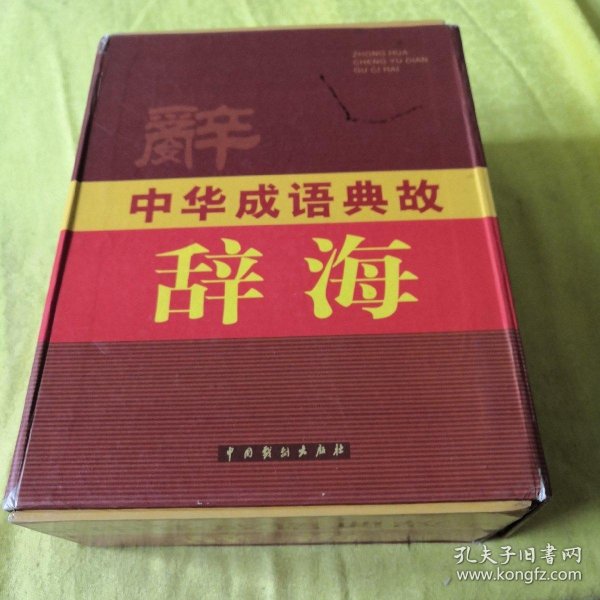 ZHONG HUA
CHENG YU DIAN
GU CI HAI
辭
中华成语典故
辞海
中国戏剧出版社
孔夫子旧书网
www.kongfz.com